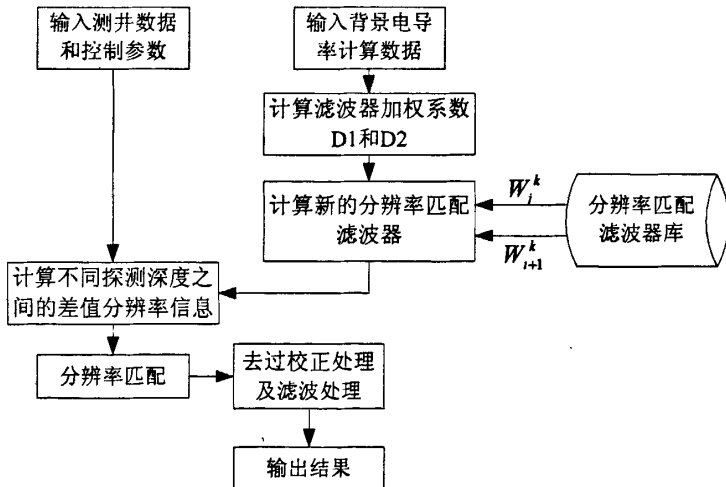 输入测井数据
和控制参数
输入背景电导
率计算数据
计算滤波器加权系数
D1和D2
计算新的分辨率匹配
滤波器
W_i^k
W_{i+1}^k
分辨率匹配
滤波器库
计算不同探测深度之
间的差值分辨率信息
分辨率匹配
去过校正处理
及滤波处理
输出结果